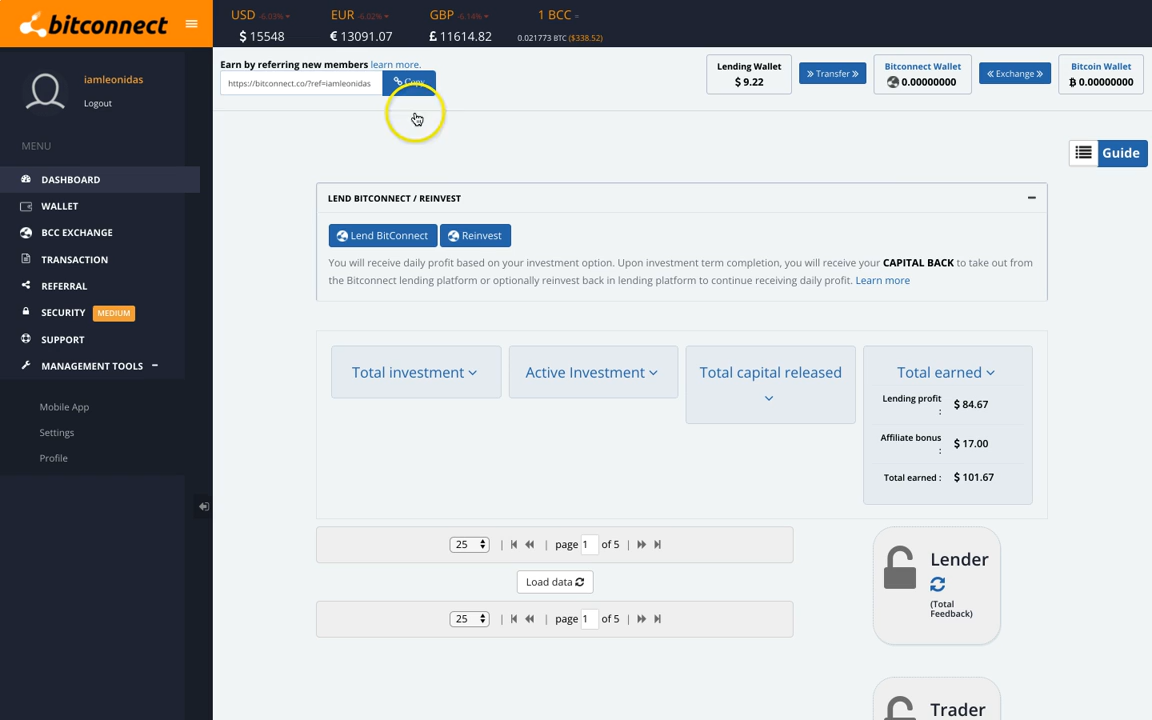 bitconnect
USD -6.03%
$ 15548
EUR -6.02%
€ 13091.07
GBP -6.14%
£ 11614.82
1 BCC =
0.021773 BTC ($338.52)
iamleonidas
Logout
MENU
DASHBOARD
WALLET
BCC EXCHANGE
TRANSACTION
REFERRAL
SECURITY MEDIUM
SUPPORT
MANAGEMENT TOOLS
Mobile App
Settings
Profile
Earn by referring new members learn more.
https://bitconnect.co/?ref=iamleonidas
Copy
Lending Wallet
$ 9.22
Transfer
Bitconnect Wallet
0.00000000
Exchange
Bitcoin Wallet
฿ 0.00000000
Guide
LEND BITCONNECT / REINVEST
Lend BitConnect Reinvest
You will receive daily profit based on your investment option. Upon investment term completion, you will receive your CAPITAL BACK to take out from
the Bitconnect lending platform or optionally reinvest back in lending platform to continue receiving daily profit. Learn more
Total investment
Active Investment
Total capital released
Total earned
Lending profit : $ 84.67
Affiliate bonus : $ 17.00
Total earned : $ 101.67
25 | page 1 of 5 |
Load data
25 | page 1 of 5 |
Lender
(Total
Feedback)
Trader